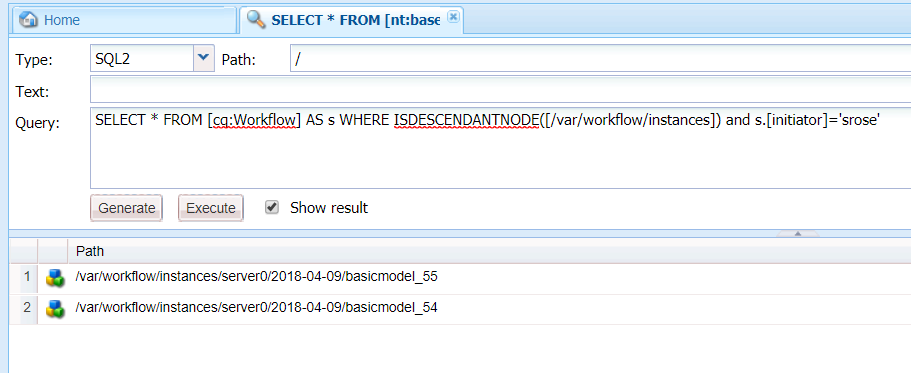 Home
SELECT * FROM [nt:base
Type: SQL2 Path: /
Text:
Query: SELECT * FROM [cq:Workflow] AS s WHERE ISDESCENDANTNODE([/var/workflow/instances]) and s.[initiator]='srose'
Generate Execute Show result
Path
1 /var/workflow/instances/server0/2018-04-09/basicmodel_55
2 /var/workflow/instances/server0/2018-04-09/basicmodel_54